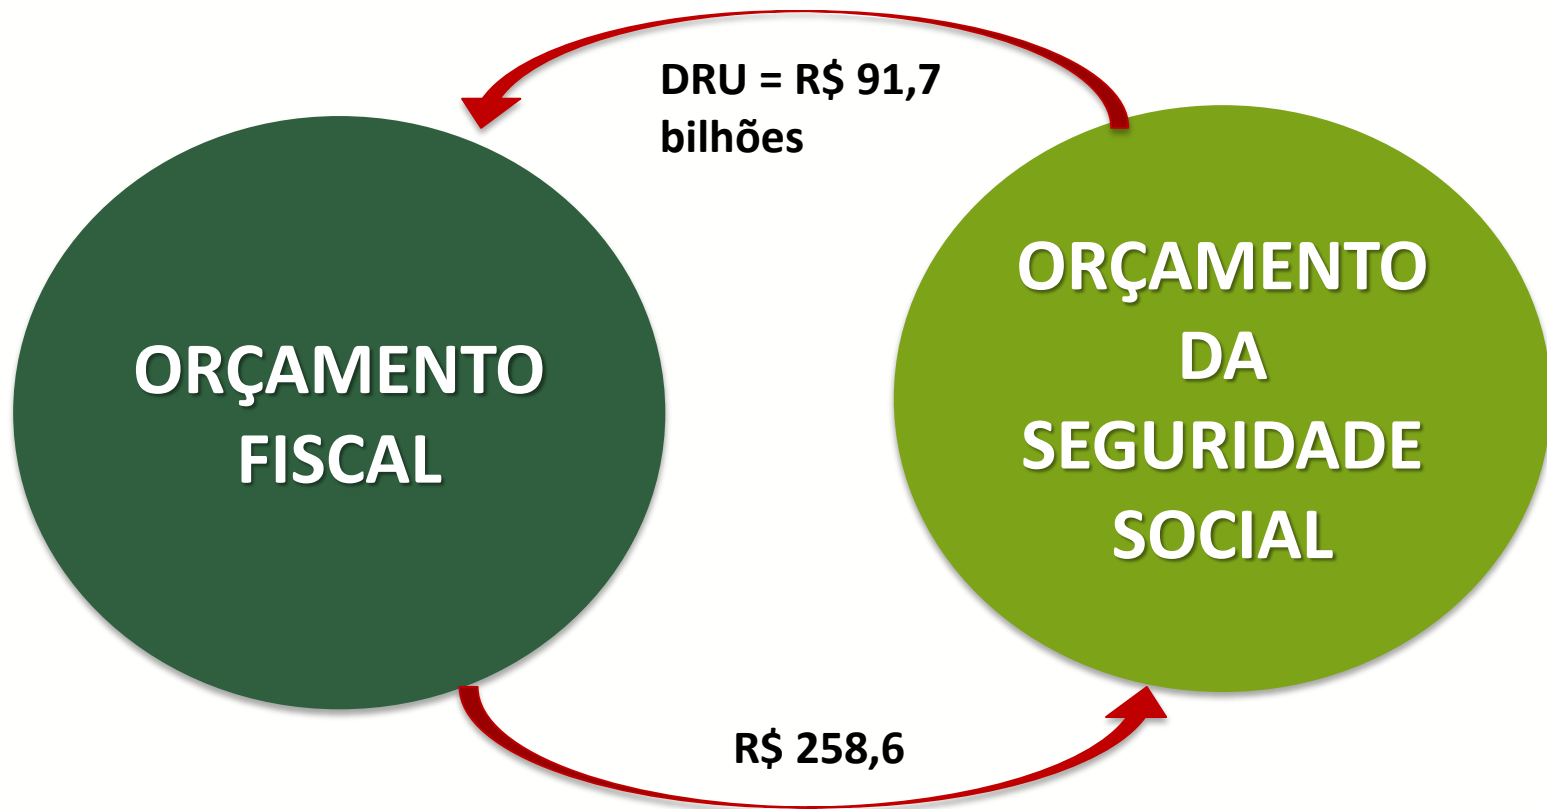 DRU = R$ 91,7
bilhões
ORÇAMENTO
FISCAL
ORÇAMENTO
DA
SEGURIDADE
SOCIAL
R$ 258,6